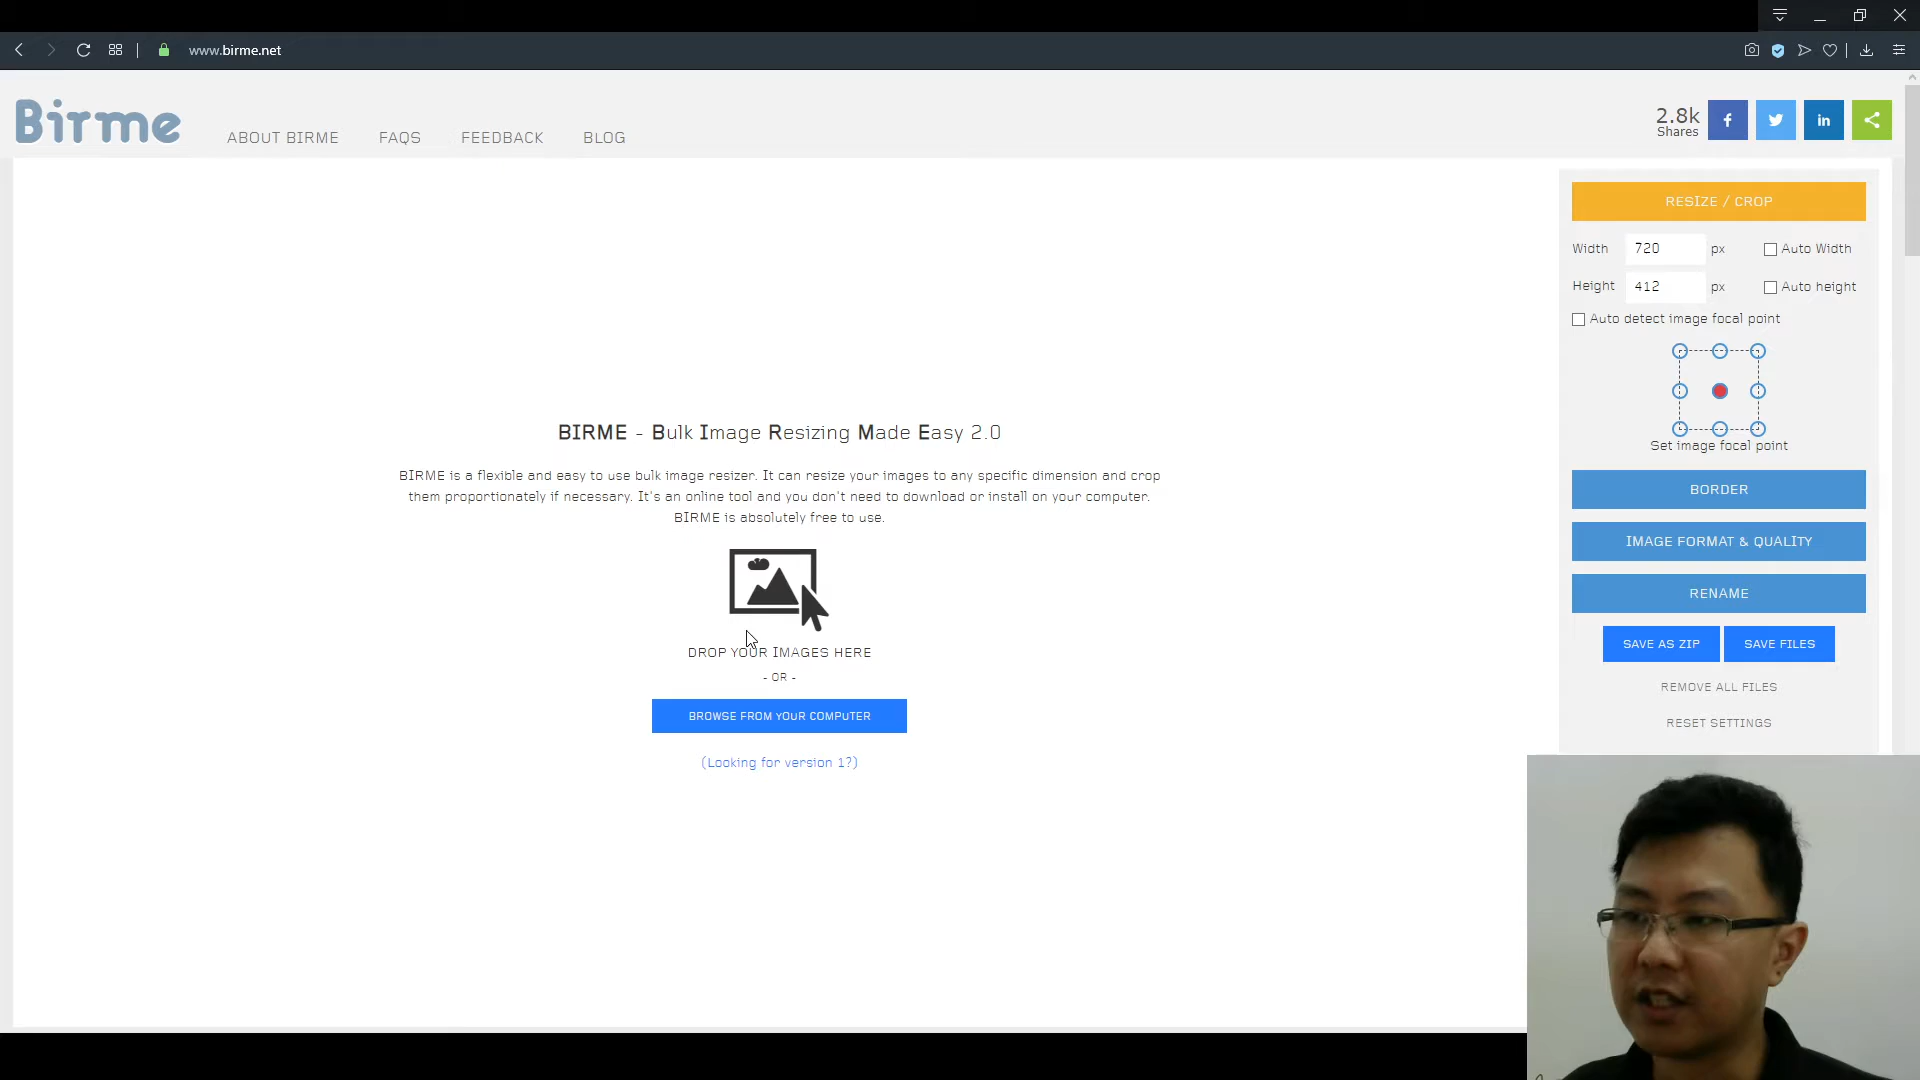 www.birme.net
Birme
ABOUT BIRME
FAQS
FEEDBACK
BLOG
2.8k
Shares
RESIZE / CROP
Width 720 px Auto Width
Height 412 px Auto height
Auto detect image focal point
Set image focal point
BORDER
IMAGE FORMAT & QUALITY
RENAME
SAVE AS ZIP
SAVE FILES
REMOVE ALL FILES
RESET SETTINGS
BIRME - Bulk Image Resizing Made Easy 2.0
BIRME is a flexible and easy to use bulk image resizer. It can resize your images to any specific dimension and crop
them proportionately if necessary. It's an online tool and you don't need to download or install on your computer.
BIRME is absolutely free to use.
DROP YOUR IMAGES HERE
- OR -
BROWSE FROM YOUR COMPUTER
(Looking for version 1?)